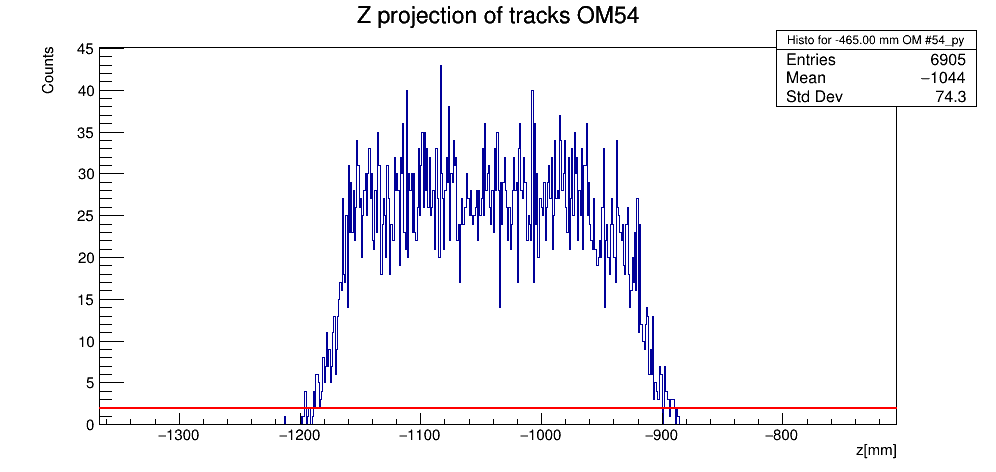 Z projection of tracks OM54
Histo for -465.00 mm OM #54_py
Entries 6905
Mean −1044
Std Dev 74.3
Counts
45
40
35
30
25
20
15
10
5
0
−1300 −1200 −1100 −1000 −900 −800
z[mm]